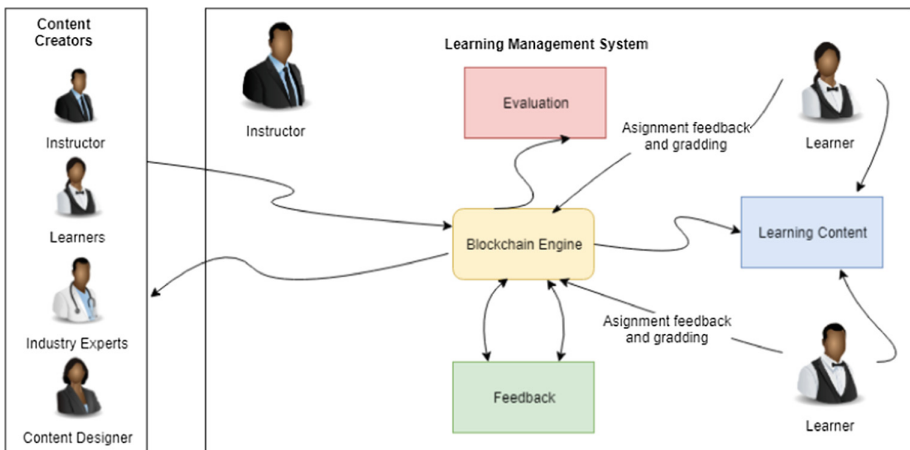 Content
Creators
Instructor
Learners
Industry Experts
Content Designer
Learning Management System
Instructor
Evaluation
Asignment feedback
and gradding
Learner
Blockchain Engine
Learning Content
Asignment feedback
and gradding
Feedback
Learner